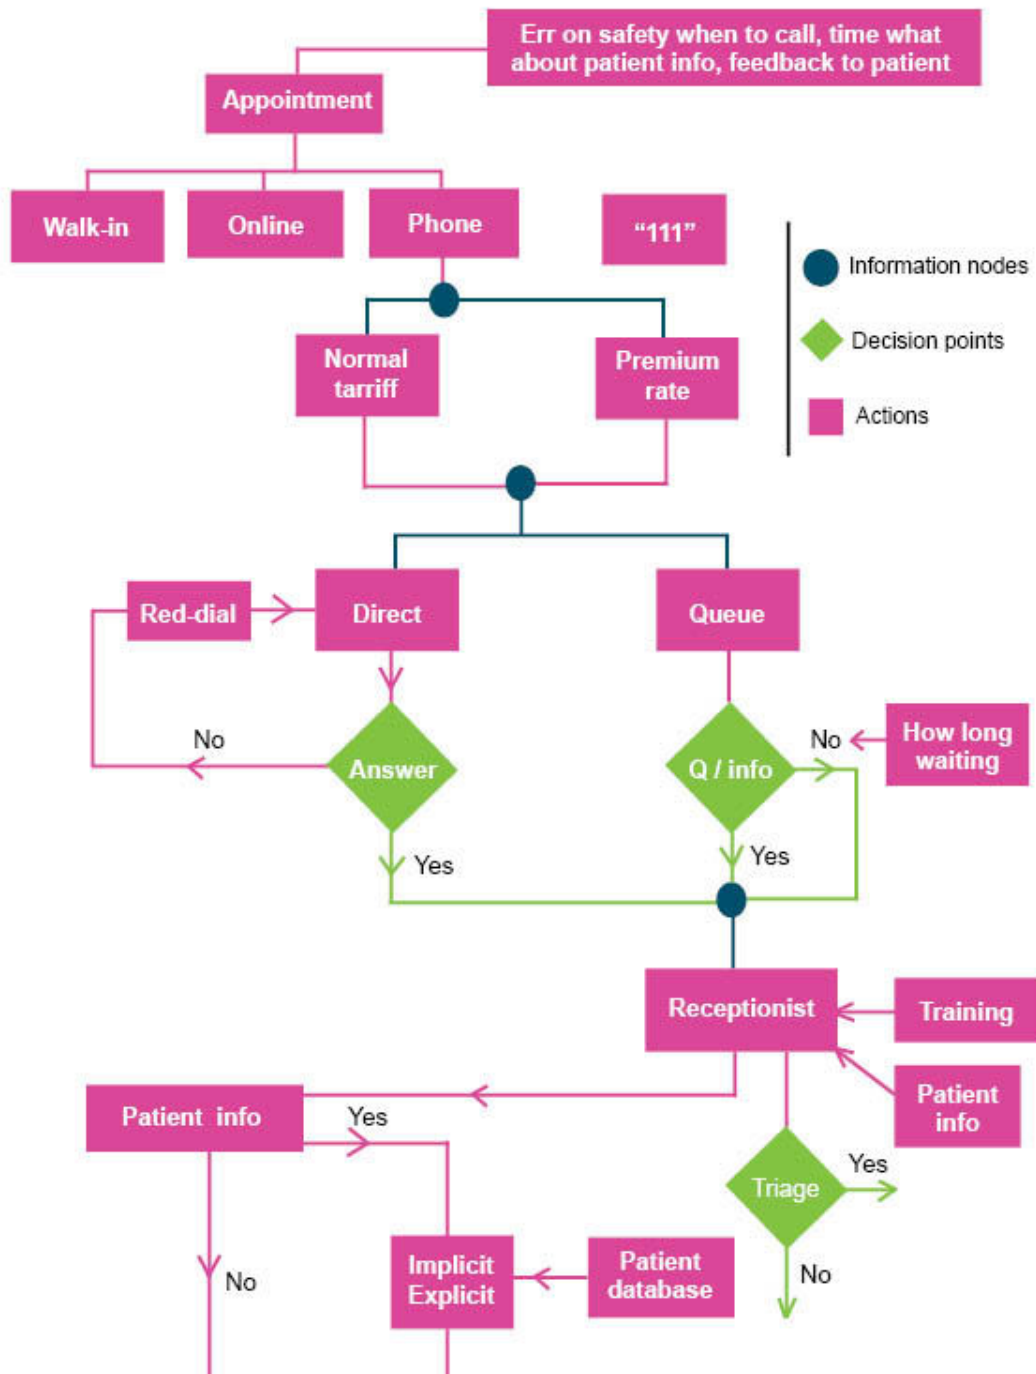 Err on safety when to call, time what
about patient info, feedback to patient
Appointment
Walk-in
Online
Phone
“111”
Information nodes
Decision points
Actions
Normal
tarriff
Premium
rate
Red-dial
Direct
Queue
No
Answer
Yes
Q / info
No
How long
waiting
Yes
Receptionist
Training
Patient
info
Patient info
Yes
Triage
Yes
No
No
Implicit
Explicit
Patient
database